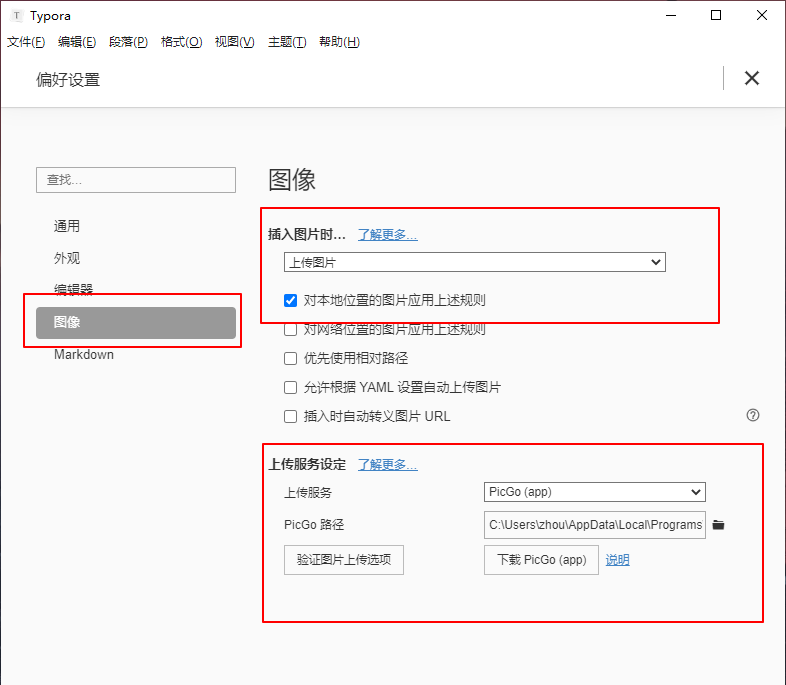 T Typora
文件(F) 编辑(E) 段落(P) 格式(O) 视图(V) 主题(T) 帮助(H)
偏好设置
查找...
通用
外观
编辑器
图像
Markdown
图像
插入图片时... 了解更多...
上传图片
对本地位置的图片应用上述规则
对网络位置的图片应用上述规则
优先使用相对路径
允许根据 YAML 设置自动上传图片
插入时自动转义图片 URL
上传服务设定 了解更多...
上传服务 PicGo (app)
PicGo 路径 C:\Users\zhou\AppData\Local\Programs
验证图片上传选项 下载 PicGo (app) 说明